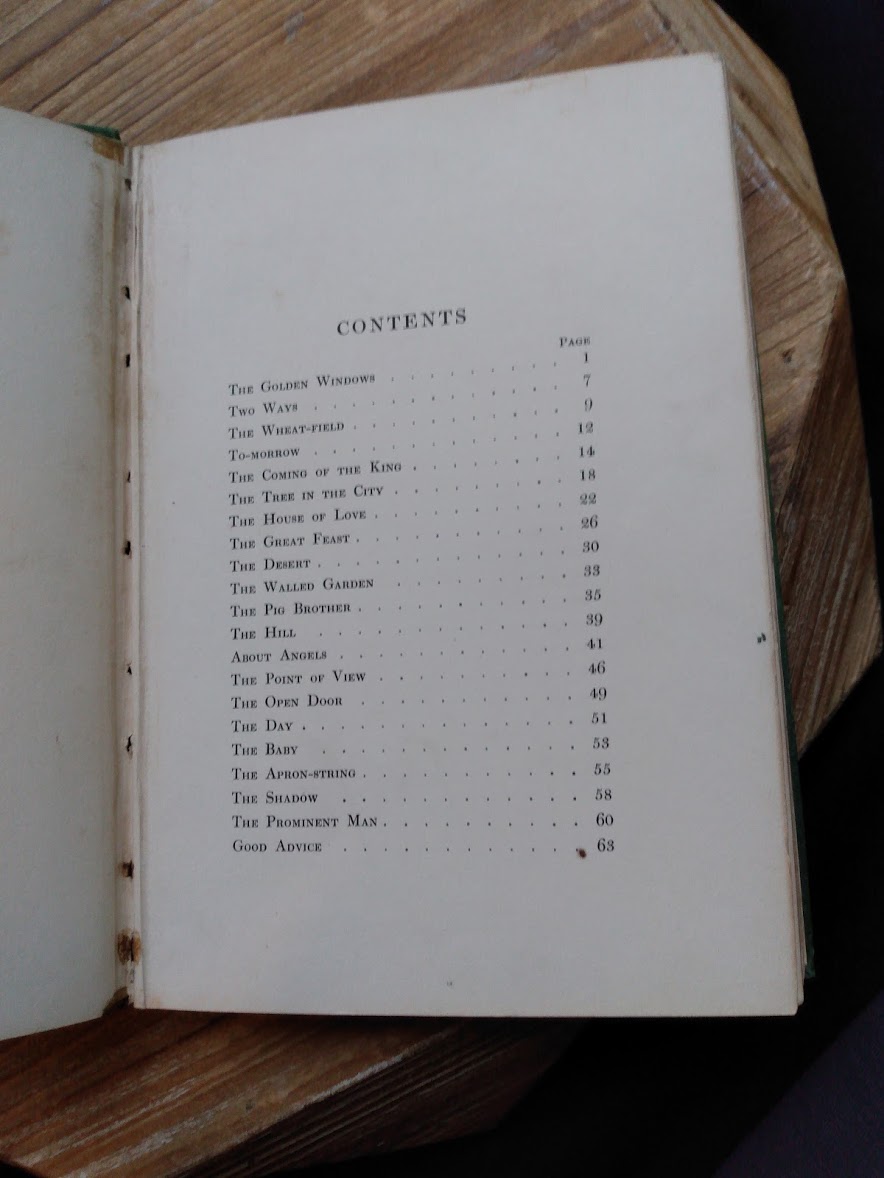 CONTENTS
PAGE
THE GOLDEN WINDOWS . . . . . . . . . 1
TWO WAYS . . . . . . . . . . . . . 7
THE WHEAT-FIELD . . . . . . . . . . . 9
TO-MORROW . . . . . . . . . . . . . 12
THE COMING OF THE KING . . . . . . . . 14
THE TREE IN THE CITY . . . . . . . . . 18
THE HOUSE OF LOVE . . . . . . . . . . 22
THE GREAT FEAST . . . . . . . . . . . 26
THE DESERT . . . . . . . . . . . . . 30
THE WALLED GARDEN . . . . . . . . . 33
THE PIG BROTHER . . . . . . . . . . . 35
THE HILL . . . . . . . . . . . . . 39
ABOUT ANGELS . . . . . . . . . . . . 41
THE POINT OF VIEW . . . . . . . . . . 46
THE OPEN DOOR . . . . . . . . . . . 49
THE DAY . . . . . . . . . . . . . . 51
THE BABY . . . . . . . . . . . . . 53
THE APRON-STRING . . . . . . . . . . . 55
THE SHADOW . . . . . . . . . . . . 58
THE PROMINENT MAN . . . . . . . . . . 60
GOOD ADVICE . . . . . . . . . . . . 63